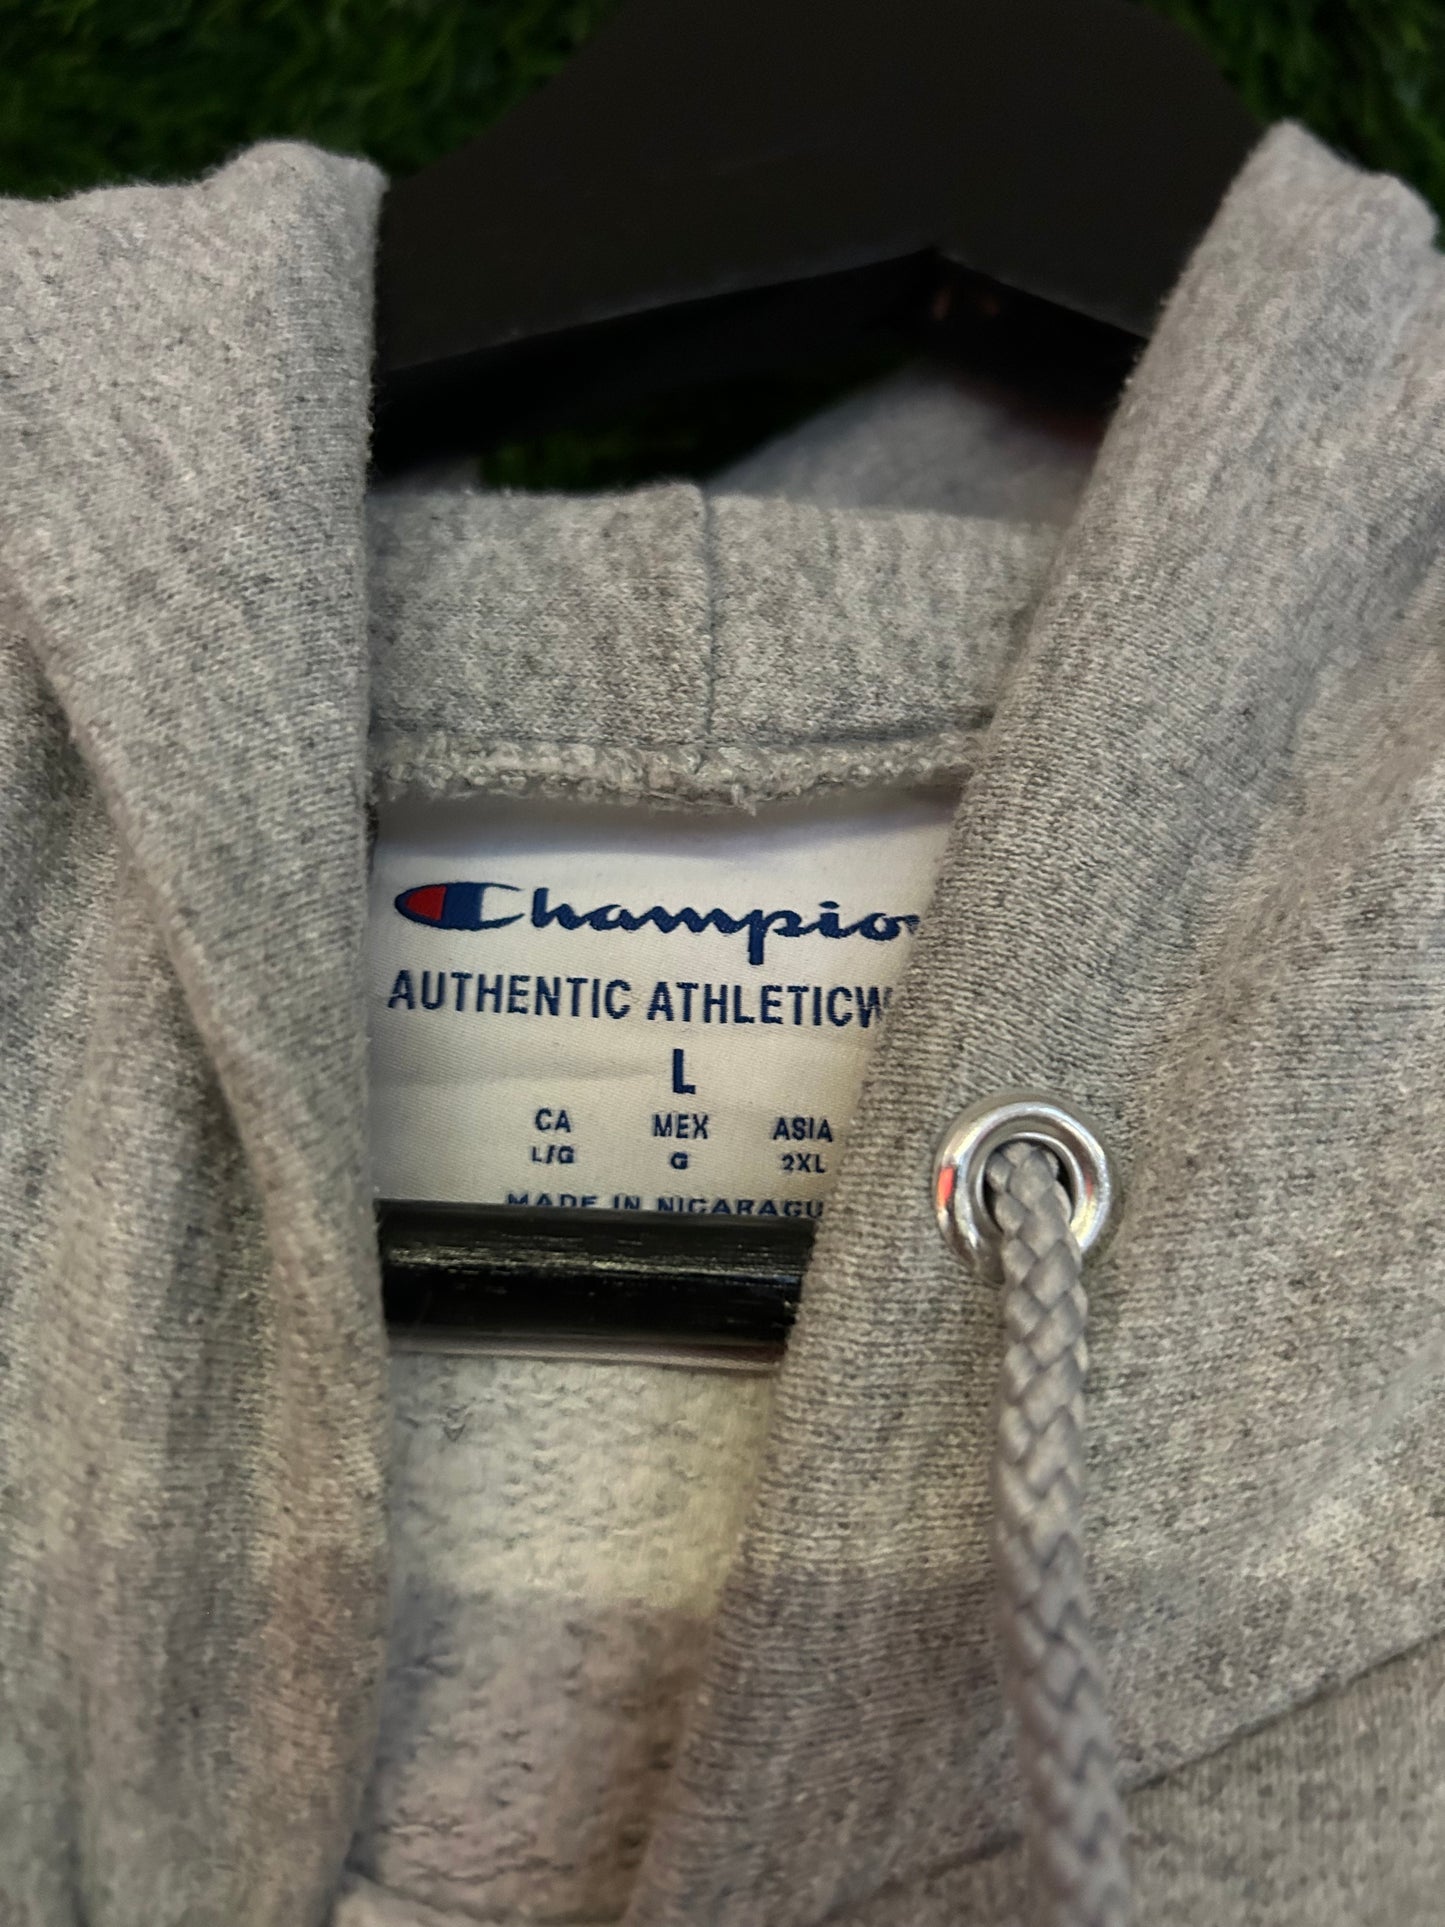 Champio
AUTHENTIC ATHLETICW
L
CA MEX ASIA
L/G G 2XL
MADE IN NICARAGU